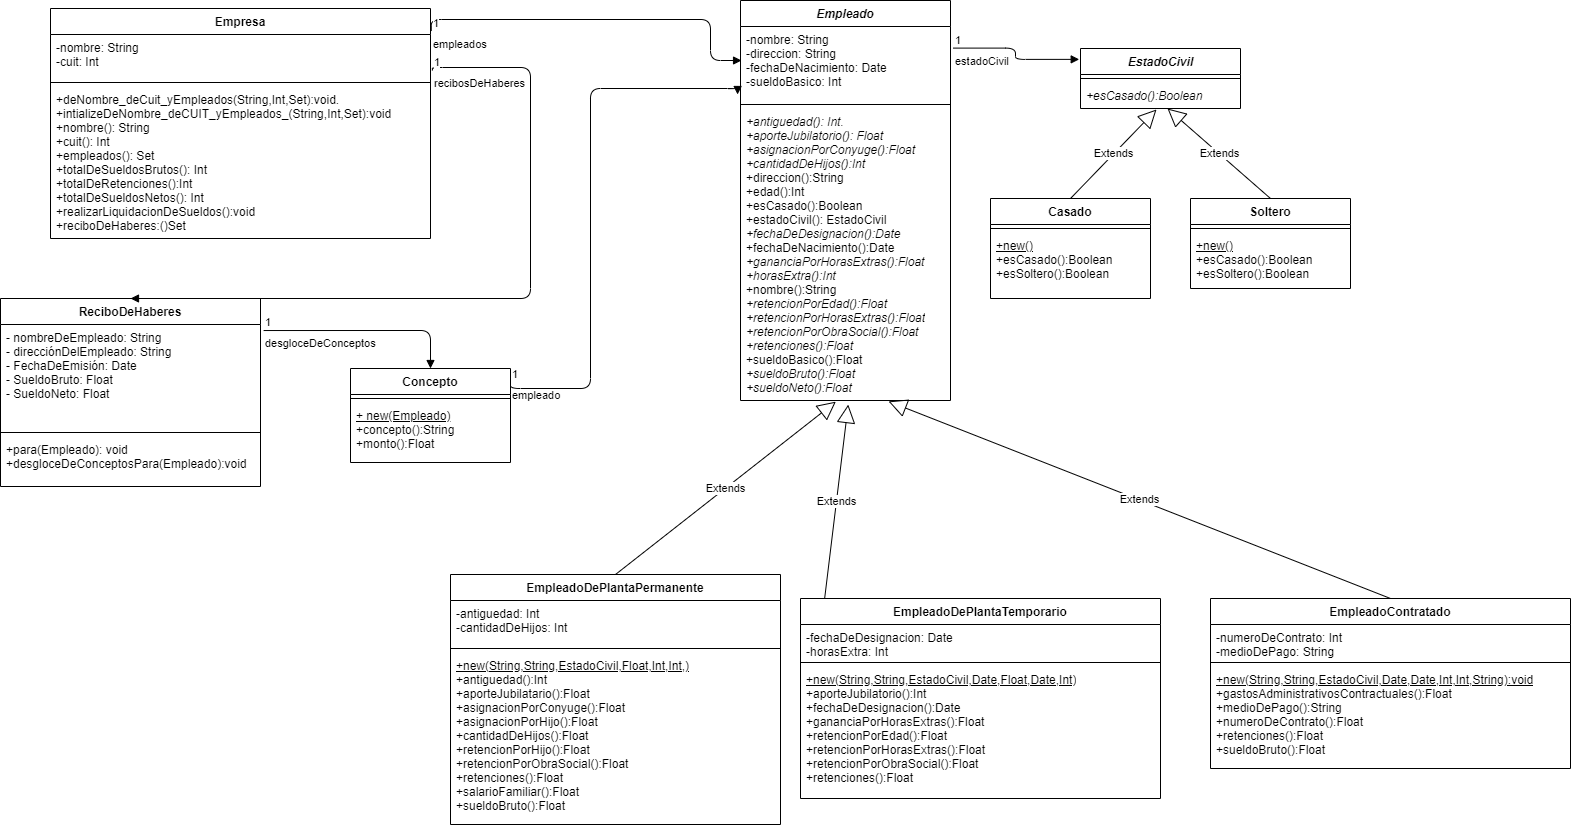 Empresa
-nombre: String
-cuit: Int
+deNombre_deCuit_yEmpleados(String,Int,Set):void.
+intializeDeNombre_deCUIT_yEmpleados_(String,Int,Set):void
+nombre(): String
+cuit(): Int
+empleados(): Set
+totalDeSueldosBrutos(): Int
+totalDeRetenciones():Int
+totalDeSueldosNetos(): Int
+realizarLiquidacionDeSueldos():void
+reciboDeHaberes:()Set
1
empleados
1
recibosDeHaberes
Empleado
-nombre: String
-direccion: String
-fechaDeNacimiento: Date
-sueldoBasico: Int
+antiguedad(): Int.
+aporteJubilatorio(): Float
+asignacionPorConyuge():Float
+cantidadDeHijos():Int
+direccion():String
+edad():Int
+esCasado():Boolean
+estadoCivil(): EstadoCivil
+fechaDeDesignacion():Date
+fechaDeNacimiento():Date
+gananciaPorHorasExtras():Float
+horasExtra():Int
+nombre():String
+retencionPorEdad():Float
+retencionPorHorasExtras():Float
+retencionPorObraSocial():Float
+retenciones():Float
+sueldoBasico():Float
+sueldoBruto():Float
+sueldoNeto():Float
1
estadoCivil
EstadoCivil
+esCasado():Boolean
Extends
Extends
Casado
+new()
+esCasado():Boolean
+esSoltero():Boolean
Soltero
+new()
+esCasado():Boolean
+esSoltero():Boolean
ReciboDeHaberes
- nombreDeEmpleado: String
- direcciónDelEmpleado: String
- FechaDeEmisión: Date
- SueldoBruto: Float
- SueldoNeto: Float
+para(Empleado): void
+desgloceDeConceptosPara(Empleado):void
1
desgloceDeConceptos
Concepto
+ new(Empleado)
+concepto():String
+monto():Float
1
empleado
Extends
Extends
Extends
EmpleadoDePlantaPermanente
-antiguedad: Int
-cantidadDeHijos: Int
+new(String,String,EstadoCivil,Float,Int,Int,)
+antiguedad():Int
+aporteJubilatario():Float
+asignacionPorConyuge():Float
+asignacionPorHijo():Float
+cantidadDeHijos():Float
+retencionPorHijo():Float
+retencionPorObraSocial():Float
+retenciones():Float
+salarioFamiliar():Float
+sueldoBruto():Float
EmpleadoDePlantaTemporario
-fechaDeDesignacion: Date
-horasExtra: Int
+new(String,String,EstadoCivil,Date,Float,Date,Int)
+aporteJubilatorio():Int
+fechaDeDesignacion():Date
+gananciaPorHorasExtras():Float
+retencionPorEdad():Float
+retencionPorHorasExtras():Float
+retencionPorObraSocial():Float
+retenciones():Float
EmpleadoContratado
-numeroDeContrato: Int
-medioDePago: String
+new(String,String,EstadoCivil,Date,Date,Int,Int,String):void
+gastosAdministrativosContractuales():Float
+medioDePago():String
+numeroDeContrato():Float
+retenciones():Float
+sueldoBruto():Float